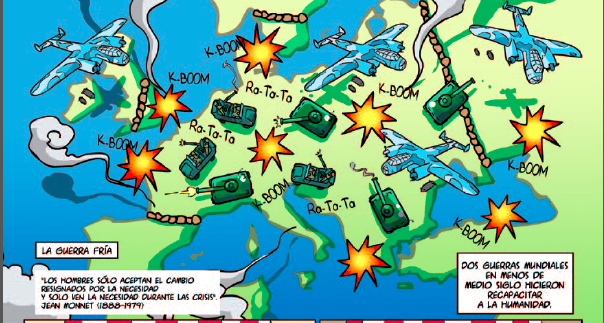 K-BOOM
K-BOOM
Ra-Ta-Ta
K-BOOM
Ra-Ta-Ta
K-BOOM
K-BOOM
K-BOOM
Ra-Ta-Ta
K-BOOM
LA GUERRA FRÍA
"LOS HOMBRES SÓLO ACEPTAN EL CAMBIO
RESIGNADOS POR LA NECESIDAD
Y SÓLO VEN LA NECESIDAD DURANTE LAS CRISIS".
JEAN MONNET (1888-1979)
DOS GUERRAS MUNDIALES
EN MENOS DE
MEDIO SIGLO HICIERON
RECAPACITAR
A LA HUMANIDAD.